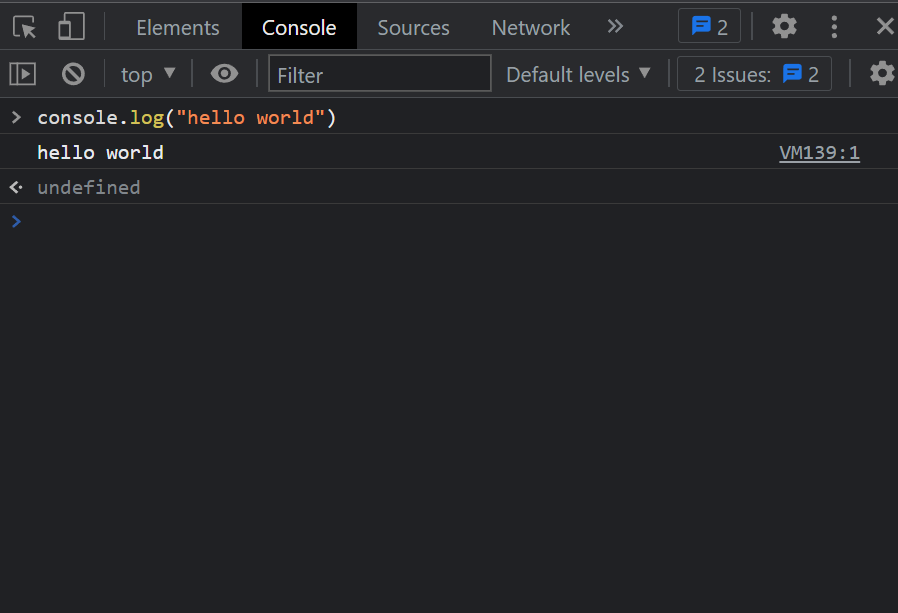 Elements Console Sources Network 2
top Filter Default levels 2 Issues: 2
console.log("hello world")
hello world VM139:1
undefined